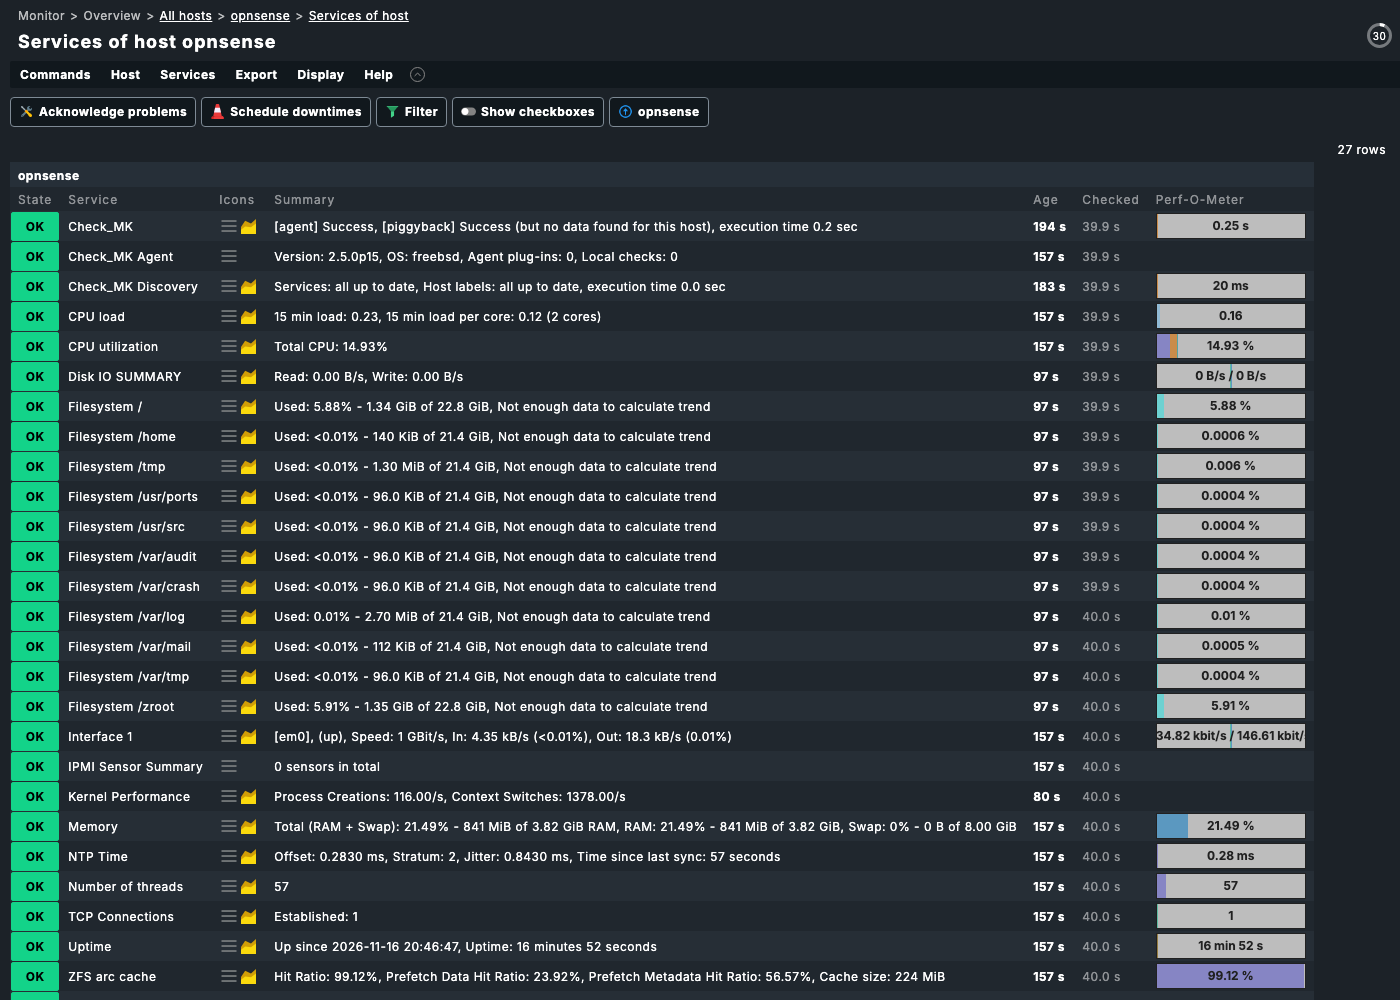 Monitor > Overview > All hosts > opnsense > Services of host
Services of host opnsense
30
Commands Host Services Export Display Help
Acknowledge problems Schedule downtimes Filter Show checkboxes opnsense
27 rows
opnsense
State Service Icons Summary Age Checked Perf-O-Meter
OK Check_MK [agent] Success, [piggyback] Success (but no data found for this host), execution time 0.2 sec 194 s 39.9 s 0.25 s
OK Check_MK Agent Version: 2.5.0p15, OS: freebsd, Agent plug-ins: 0, Local checks: 0 157 s 39.9 s
OK Check_MK Discovery Services: all up to date, Host labels: all up to date, execution time 0.0 sec 183 s 39.9 s 20 ms
OK CPU load 15 min load: 0.23, 15 min load per core: 0.12 (2 cores) 157 s 39.9 s 0.16
OK CPU utilization Total CPU: 14.93% 157 s 39.9 s 14.93 %
OK Disk IO SUMMARY Read: 0.00 B/s, Write: 0.00 B/s 97 s 39.9 s 0 B/s / 0 B/s
OK Filesystem / Used: 5.88% - 1.34 GiB of 22.8 GiB, Not enough data to calculate trend 97 s 39.9 s 5.88 %
OK Filesystem /home Used: <0.01% - 140 KiB of 21.4 GiB, Not enough data to calculate trend 97 s 39.9 s 0.0006 %
OK Filesystem /tmp Used: <0.01% - 1.30 MiB of 21.4 GiB, Not enough data to calculate trend 97 s 39.9 s 0.006 %
OK Filesystem /usr/ports Used: <0.01% - 96.0 KiB of 21.4 GiB, Not enough data to calculate trend 97 s 39.9 s 0.0004 %
OK Filesystem /usr/src Used: <0.01% - 96.0 KiB of 21.4 GiB, Not enough data to calculate trend 97 s 39.9 s 0.0004 %
OK Filesystem /var/audit Used: <0.01% - 96.0 KiB of 21.4 GiB, Not enough data to calculate trend 97 s 39.9 s 0.0004 %
OK Filesystem /var/crash Used: <0.01% - 96.0 KiB of 21.4 GiB, Not enough data to calculate trend 97 s 39.9 s 0.0004 %
OK Filesystem /var/log Used: 0.01% - 2.70 MiB of 21.4 GiB, Not enough data to calculate trend 97 s 40.0 s 0.01 %
OK Filesystem /var/mail Used: <0.01% - 112 KiB of 21.4 GiB, Not enough data to calculate trend 97 s 40.0 s 0.0005 %
OK Filesystem /var/tmp Used: <0.01% - 96.0 KiB of 21.4 GiB, Not enough data to calculate trend 97 s 40.0 s 0.0004 %
OK Filesystem /zroot Used: 5.91% - 1.35 GiB of 22.8 GiB, Not enough data to calculate trend 97 s 40.0 s 5.91 %
OK Interface 1 [em0], (up), Speed: 1 GBit/s, In: 4.35 kB/s (<0.01%), Out: 18.3 kB/s (0.01%) 157 s 40.0 s 34.82 kbit/s / 146.61 kbit/
OK IPMI Sensor Summary 0 sensors in total 157 s 40.0 s
OK Kernel Performance Process Creations: 116.00/s, Context Switches: 1378.00/s 80 s 40.0 s
OK Memory Total (RAM + Swap): 21.49% - 841 MiB of 3.82 GiB RAM, RAM: 21.49% - 841 MiB of 3.82 GiB, Swap: 0% - 0 B of 8.00 GiB 157 s 40.0 s 21.49 %
OK NTP Time Offset: 0.2830 ms, Stratum: 2, Jitter: 0.8430 ms, Time since last sync: 57 seconds 157 s 40.0 s 0.28 ms
OK Number of threads 57 157 s 40.0 s 57
OK TCP Connections Established: 1 157 s 40.0 s 1
OK Uptime Up since 2026-11-16 20:46:47, Uptime: 16 minutes 52 seconds 157 s 40.0 s 16 min 52 s
OK ZFS arc cache Hit Ratio: 99.12%, Prefetch Data Hit Ratio: 23.92%, Prefetch Metadata Hit Ratio: 56.57%, Cache size: 224 MiB 157 s 40.0 s 99.12 %